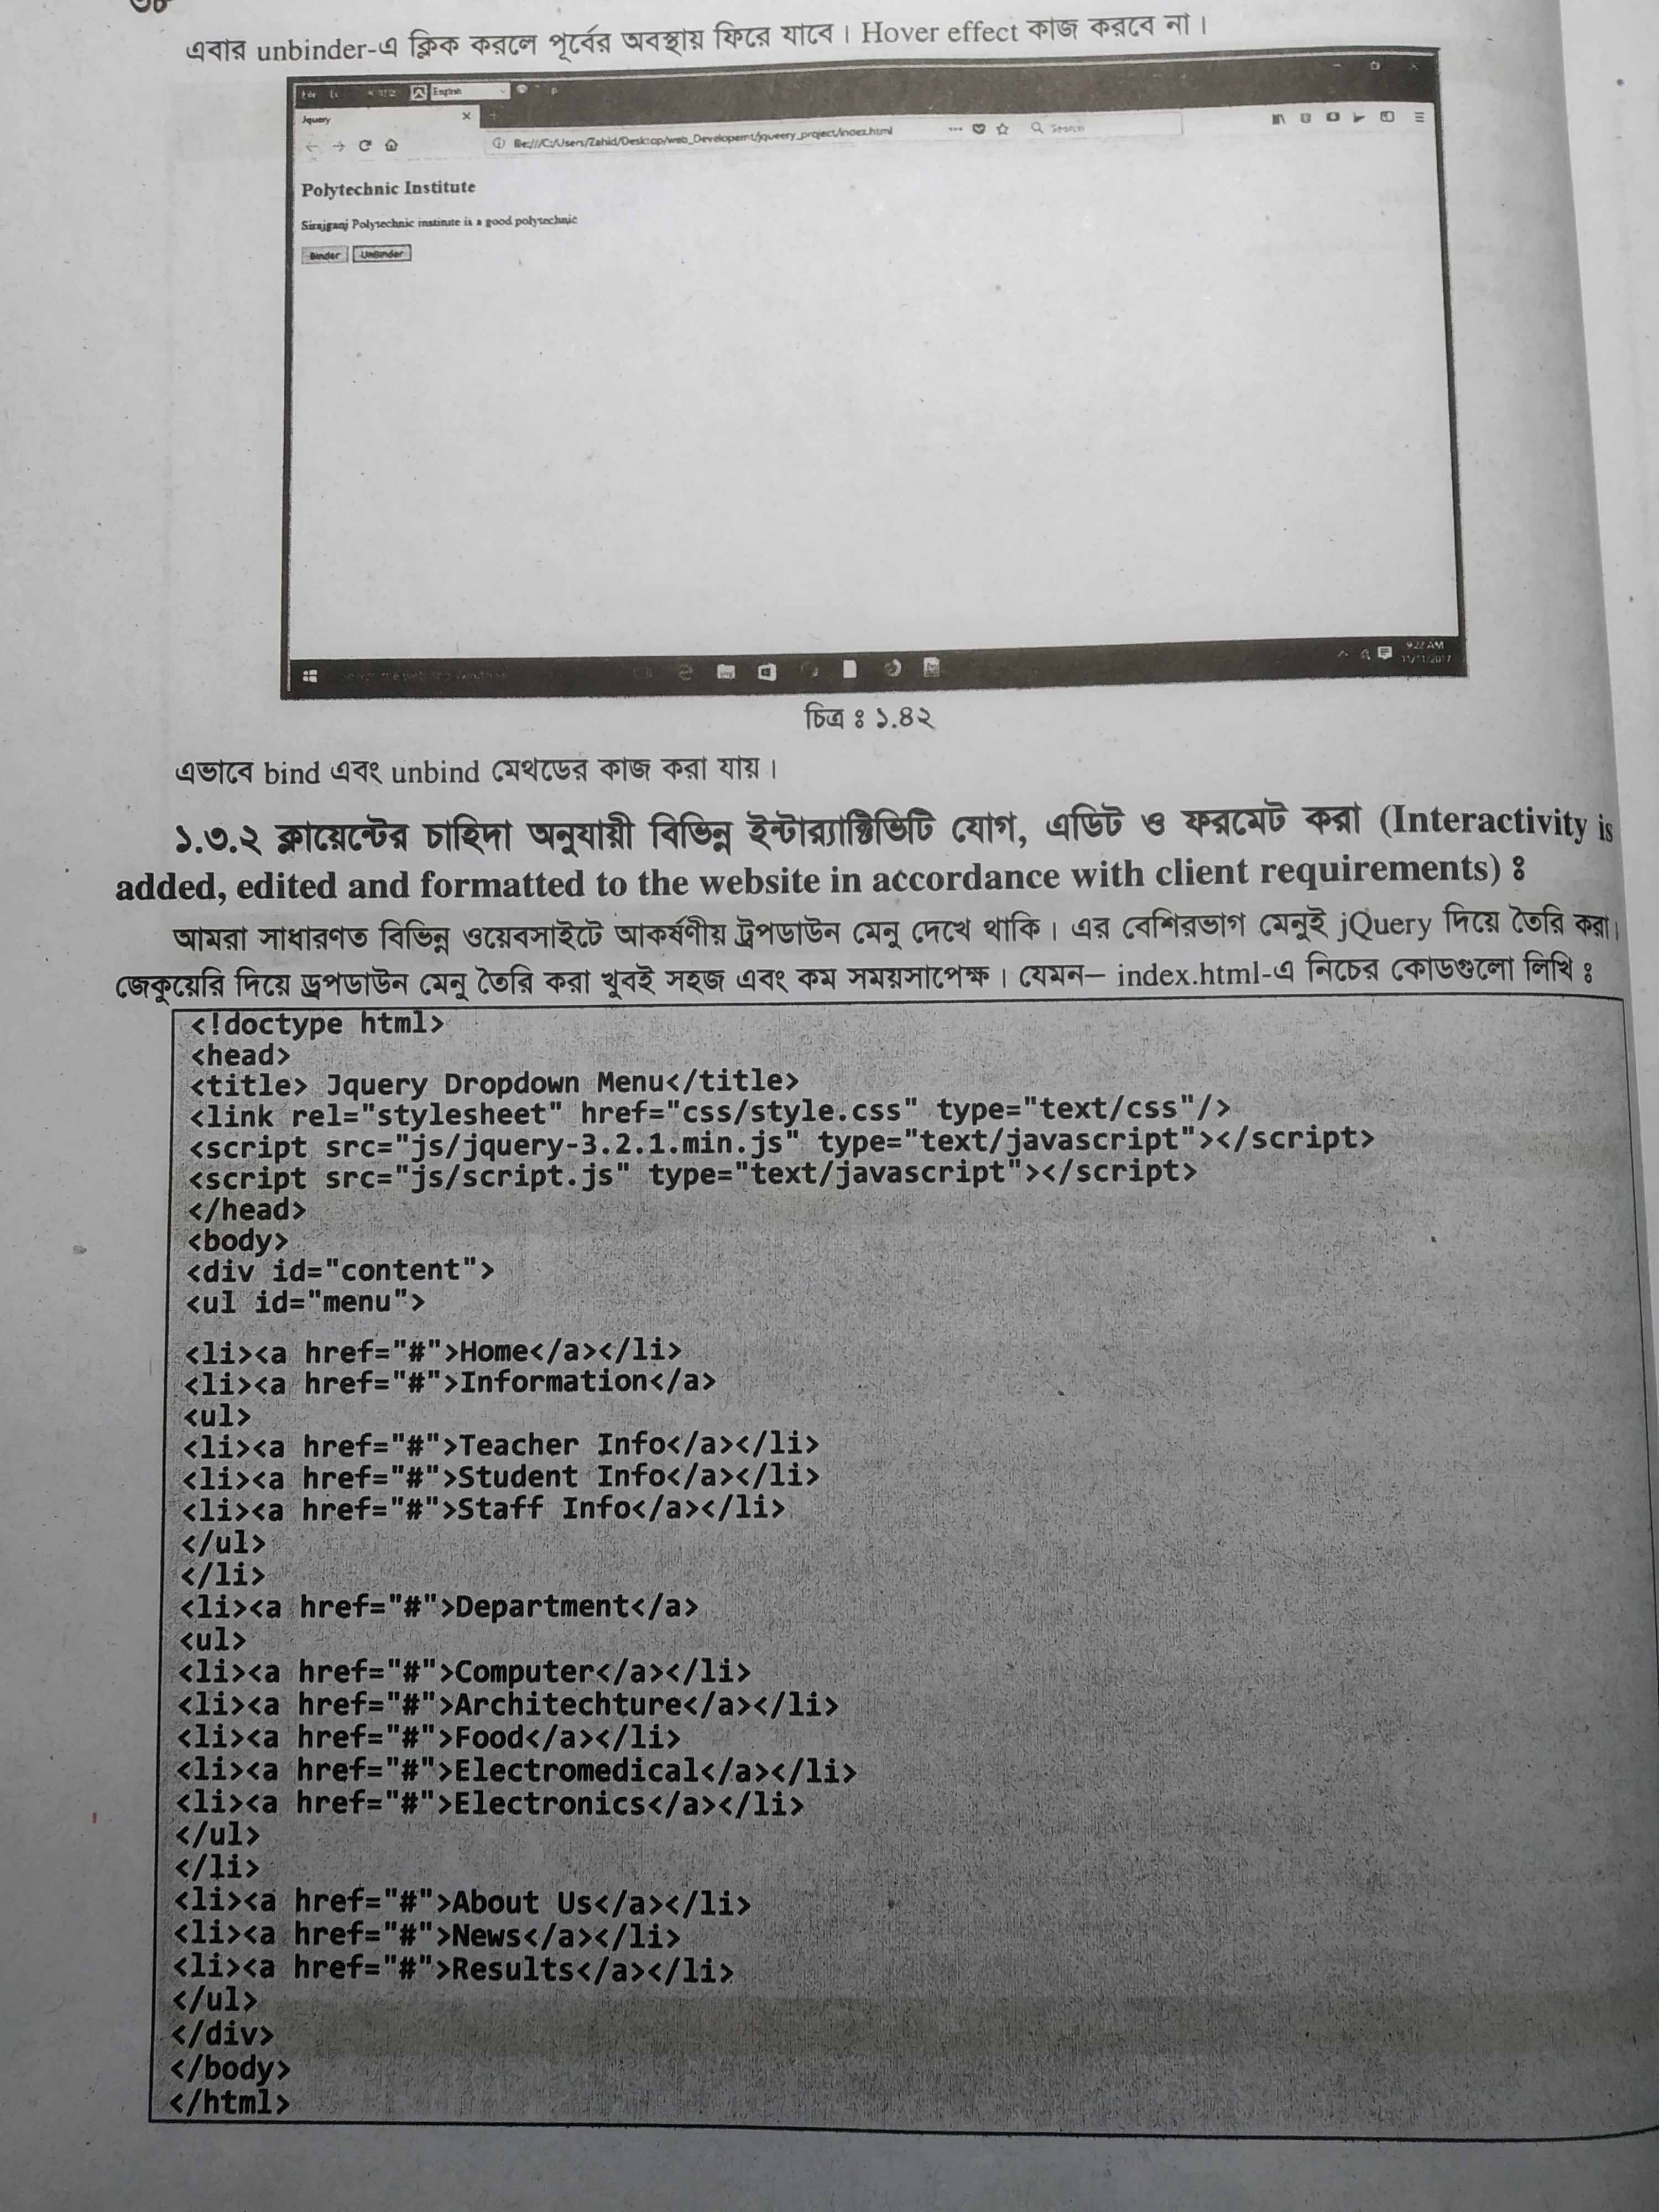 ৩৮
এবার unbinder-এ ক্লিক করলে পূর্বের অবস্থায় ফিরে যাবে। Hover effect কাজ করবে না।
English
Jquery
file:///C:/Users/Zahid/Desktop/web_Developemt/jqueery_project/index.html
Search
Polytechnic Institute
Sirajganj Polytechnic institute is a good polytechnic
Binder UnBinder
9:22 AM
11/11/2017
চিত্র ঃ ১.৪২
এভাবে bind এবং unbind মেথডের কাজ করা যায়।
১.৩.২ ক্লায়েন্টের চাহিদা অনুযায়ী বিভিন্ন ইন্টার‍্যাক্টিভিটি যোগ, এডিট ও ফরমেট করা (Interactivity is
added, edited and formatted to the website in accordance with client requirements) ঃ
আমরা সাধারণত বিভিন্ন ওয়েবসাইটে আকর্ষণীয় ট্রপডাউন মেনু দেখে থাকি। এর বেশিরভাগ মেনুই jQuery দিয়ে তৈরি করা।
জেকুয়েরি দিয়ে ড্রপডাউন মেনু তৈরি করা খুবই সহজ এবং কম সময়সাপেক্ষ। যেমন– index.html-এ নিচের কোডগুলো লিখি ঃ
<!doctype html>
<head>
<title> Jquery Dropdown Menu</title>
<link rel="stylesheet" href="css/style.css" type="text/css"/>
<script src="js/jquery-3.2.1.min.js" type="text/javascript"></script>
<script src="js/script.js" type="text/javascript"></script>
</head>
<body>
<div id="content">
<ul id="menu">
<li><a href="#">Home</a></li>
<li><a href="#">Information</a>
<ul>
<li><a href="#">Teacher Info</a></li>
<li><a href="#">Student Info</a></li>
<li><a href="#">Staff Info</a></li>
</ul>
</li>
<li><a href="#">Department</a>
<ul>
<li><a href="#">Computer</a></li>
<li><a href="#">Architechture</a></li>
<li><a href="#">Food</a></li>
<li><a href="#">Electromedical</a></li>
<li><a href="#">Electronics</a></li>
</ul>
</li>
<li><a href="#">About Us</a></li>
<li><a href="#">News</a></li>
<li><a href="#">Results</a></li>
</ul>
</div>
</body>
</html>